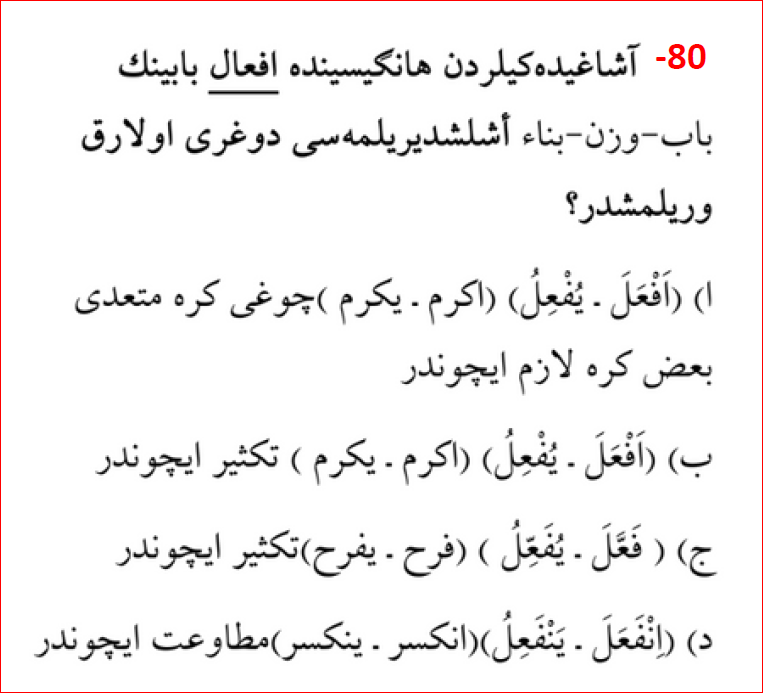 80- آشاغیده‌کیلردن هانگیسینده افعال بابینك
باب-وزن-بناء أشلشدیریلمه‌سی دوغری اولارق
وریلمشدر؟
ا) (اَفْعَلَ ـ یُفْعِلُ) (اکرم ـ یکرم )چوغی کره متعدی
بعض کره لازم ایچوندر
ب) (اَفْعَلَ ـ یُفْعِلُ) (اکرم ـ یکرم ) تکثیر ایچوندر
ج) ( فَعَّلَ ـ یُفَعِّلُ ) (فرح ـ یفرح)تکثیر ایچوندر
د) (اِنْفَعَلَ ـ یَنْفَعِلُ)(انکسر ـ ینکسر)مطاوعت ایچوندر